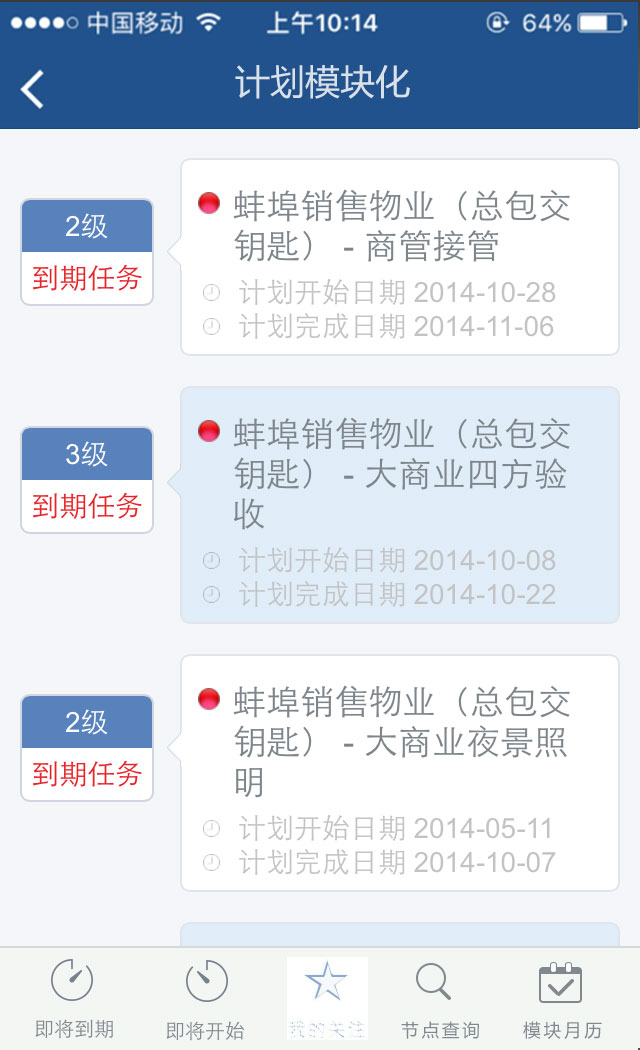 中国移动 上午10:14 64%
计划模块化
2级
到期任务
蚌埠销售物业（总包交
钥匙） - 商管接管
计划开始日期 2014-10-28
计划完成日期 2014-11-06
3级
到期任务
蚌埠销售物业（总包交
钥匙） - 大商业四方验
收
计划开始日期 2014-10-08
计划完成日期 2014-10-22
2级
到期任务
蚌埠销售物业（总包交
钥匙） - 大商业夜景照
明
计划开始日期 2014-05-11
计划完成日期 2014-10-07
即将到期 即将开始 我的关注 节点查询 模块月历